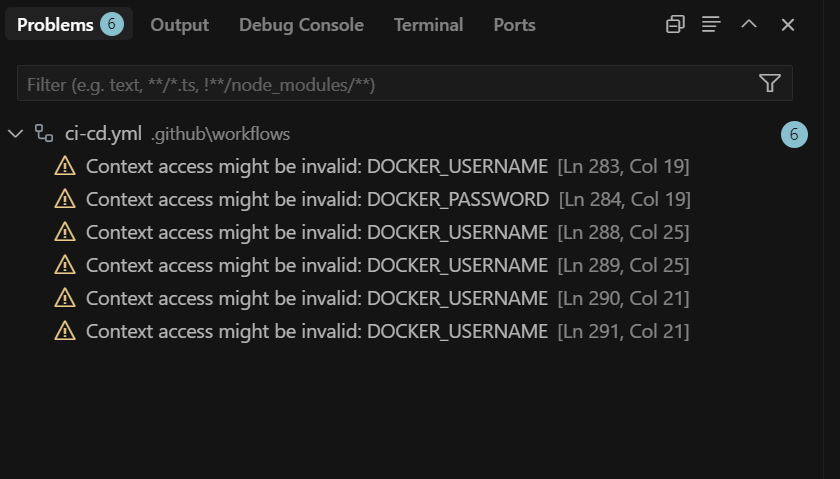 Problems 6 Output Debug Console Terminal Ports
Filter (e.g. text, **/*.ts, !**/node_modules/**)
ci-cd.yml .github\workflows 6
Context access might be invalid: DOCKER_USERNAME [Ln 283, Col 19]
Context access might be invalid: DOCKER_PASSWORD [Ln 284, Col 19]
Context access might be invalid: DOCKER_USERNAME [Ln 288, Col 25]
Context access might be invalid: DOCKER_USERNAME [Ln 289, Col 25]
Context access might be invalid: DOCKER_USERNAME [Ln 290, Col 21]
Context access might be invalid: DOCKER_USERNAME [Ln 291, Col 21]